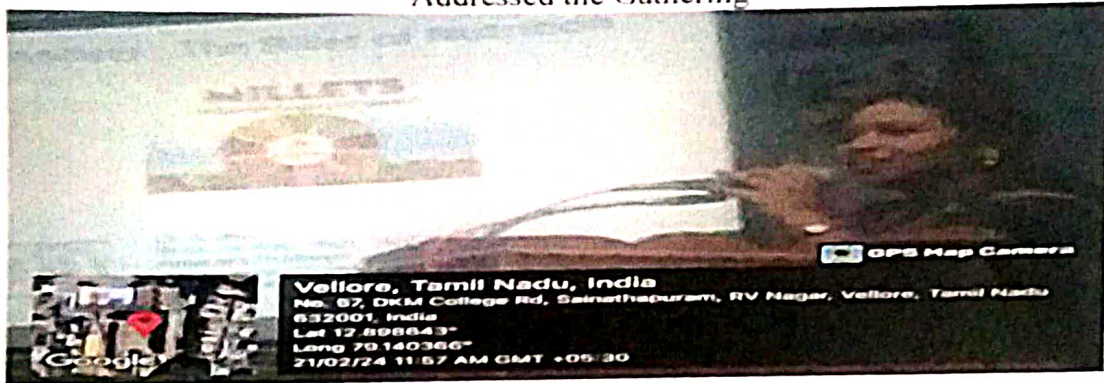 Addressed the Gathering
MILLETS
GPS Map Camera
Vellore, Tamil Nadu, India
No. 67, DKM College Rd, Sainathapuram, RV Nagar, Vellore, Tamil Nadu
632001, India
Lat 12.898643°
Long 79.140366°
21/02/24 11:57 AM GMT +05:30
Google